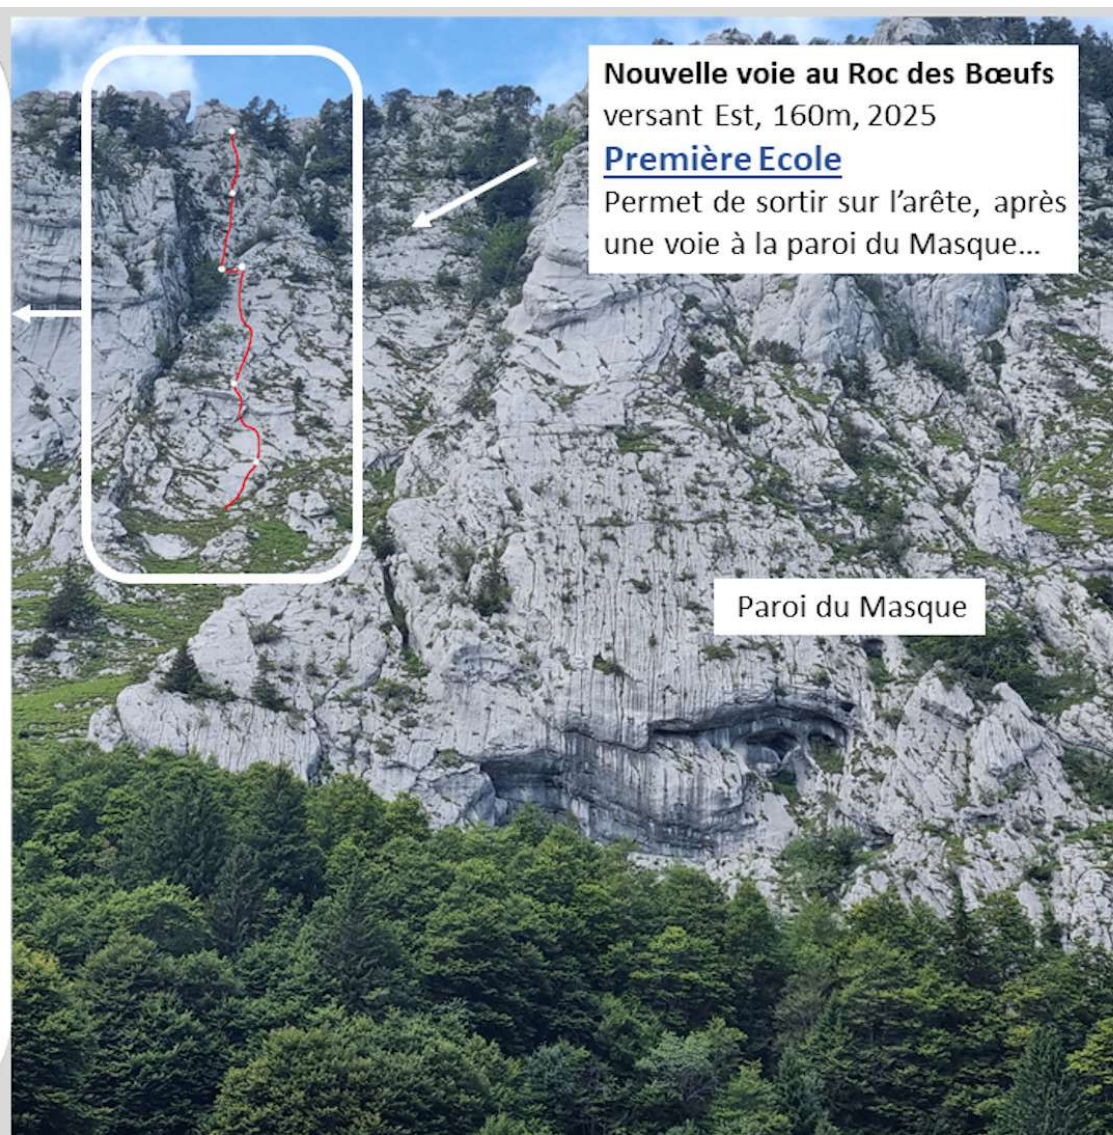 Nouvelle voie au Roc des Bœufs
versant Est, 160m, 2025
Première Ecole
Permet de sortir sur l’arête, après
une voie à la paroi du Masque…
Paroi du Masque